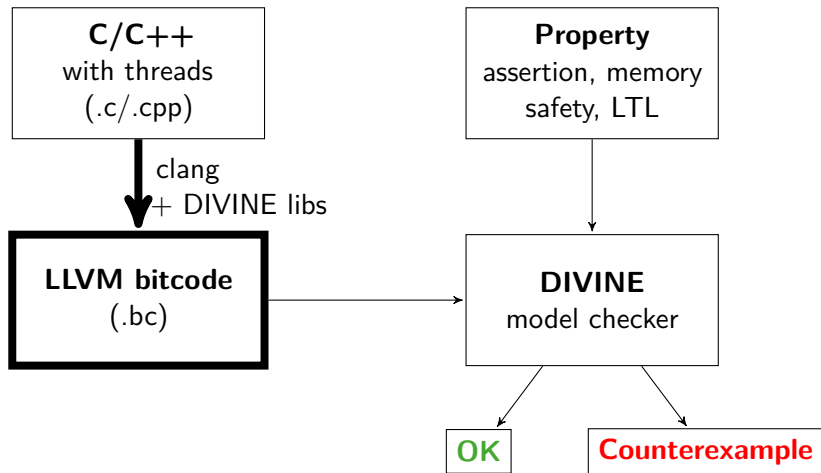 C/C++
with threads
(.c/.cpp)
Property
assertion, memory
safety, LTL
clang
+ DIVINE libs
LLVM bitcode
(.bc)
DIVINE
model checker
OK
Counterexample